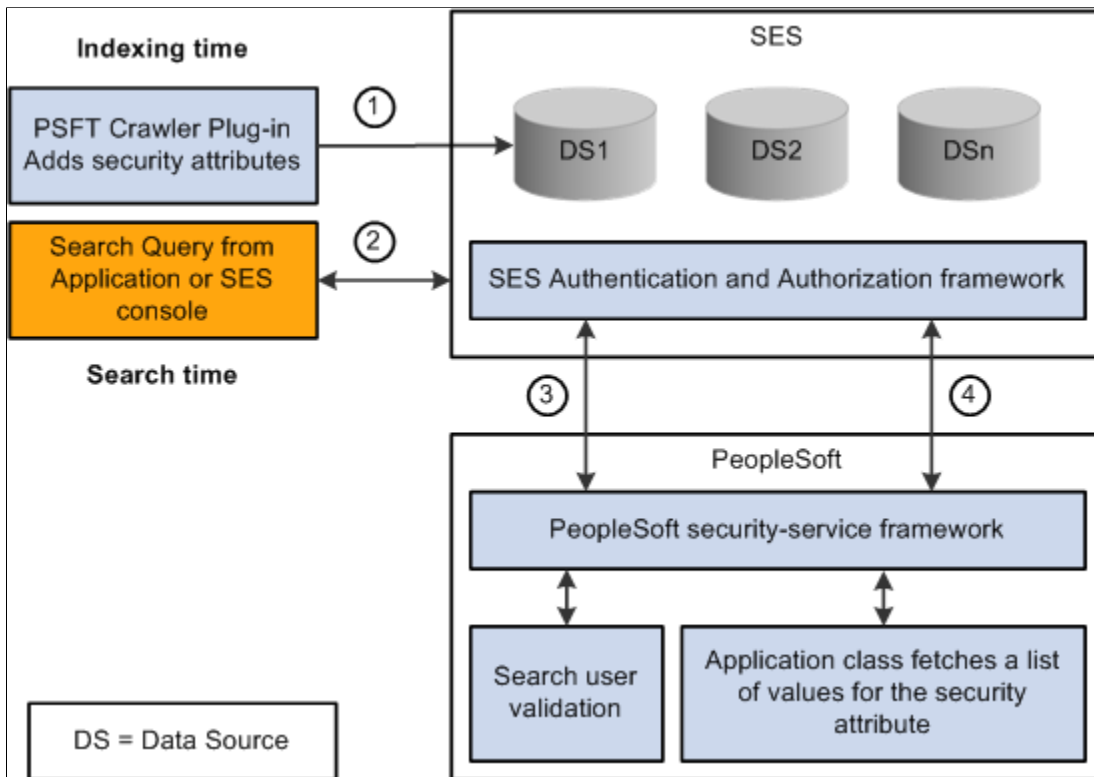 Indexing time
PSFT Crawler Plug-in
Adds security attributes
1
SES
DS1
DS2
DSn
Search Query from
Application or SES
console
2
SES Authentication and Authorization framework
Search time
3
4
PeopleSoft
PeopleSoft security-service framework
Search user
validation
Application class fetches a list
of values for the security
attribute
DS = Data Source